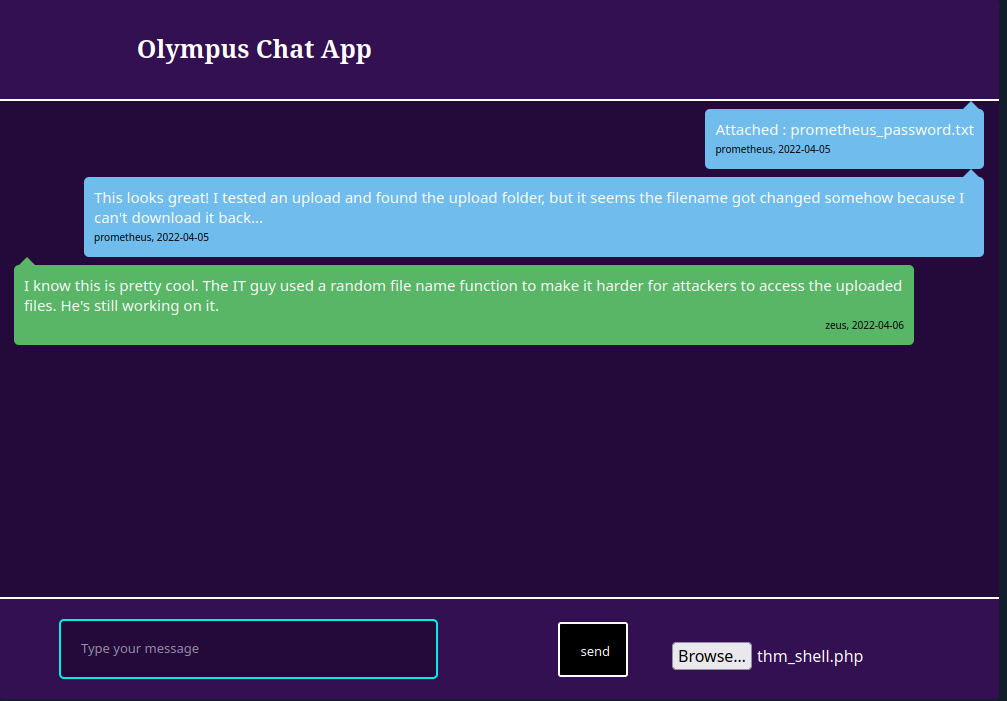 Olympus Chat App
Attached : prometheus_password.txt
prometheus, 2022-04-05
This looks great! I tested an upload and found the upload folder, but it seems the filename got changed somehow because I
can't download it back...
prometheus, 2022-04-05
I know this is pretty cool. The IT guy used a random file name function to make it harder for attackers to access the uploaded
files. He's still working on it.
zeus, 2022-04-06
Type your message
send
Browse... thm_shell.php